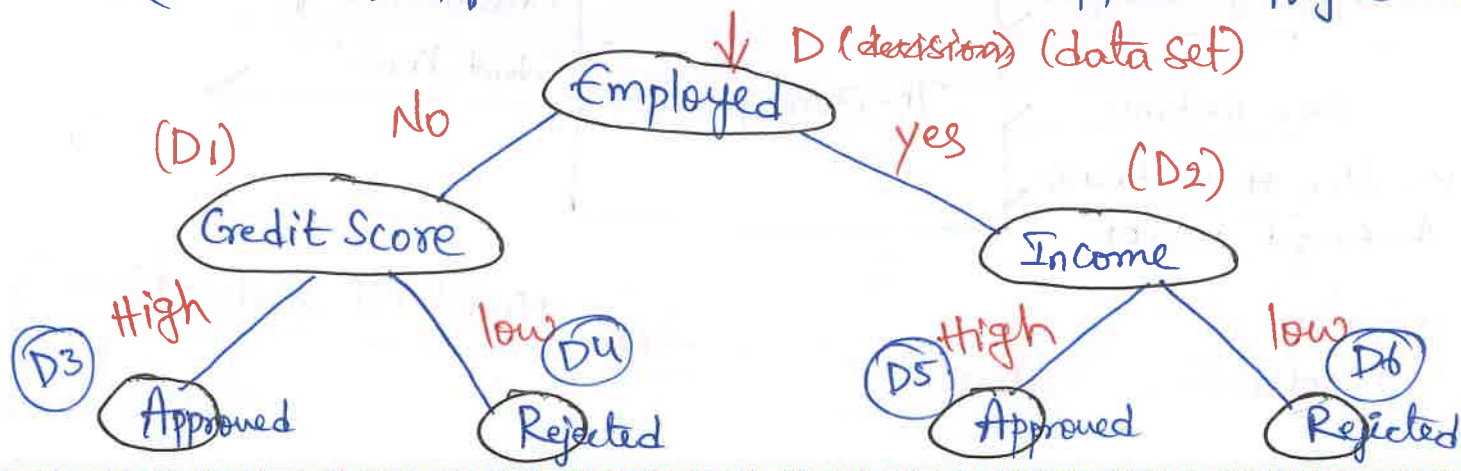 D (decision) (data set)
Employed
No
Yes
(D1)
(D2)
Credit Score
Income
High
low
High
low
D3
D4
D5
D6
Approved
Rejected
Approved
Rejicted